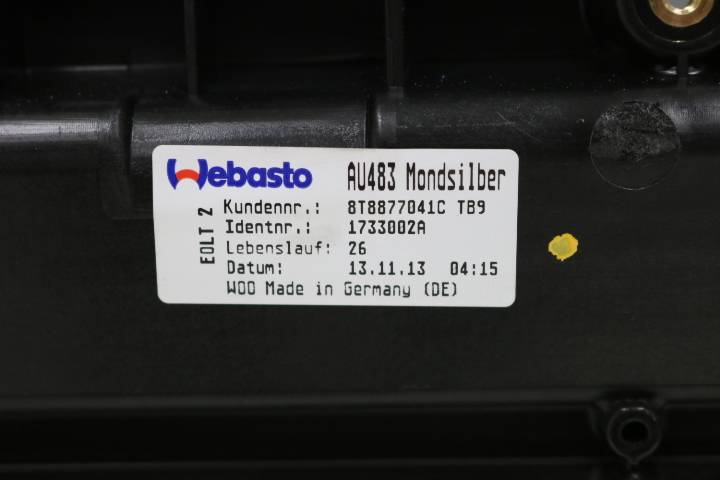 Webasto AU483 Mondsilber
EOLT 2
Kundennr.: 8T8877041C TB9
Identnr.: 1733002A
Lebenslauf: 26
Datum: 13.11.13 04:15
WOO Made in Germany (DE)